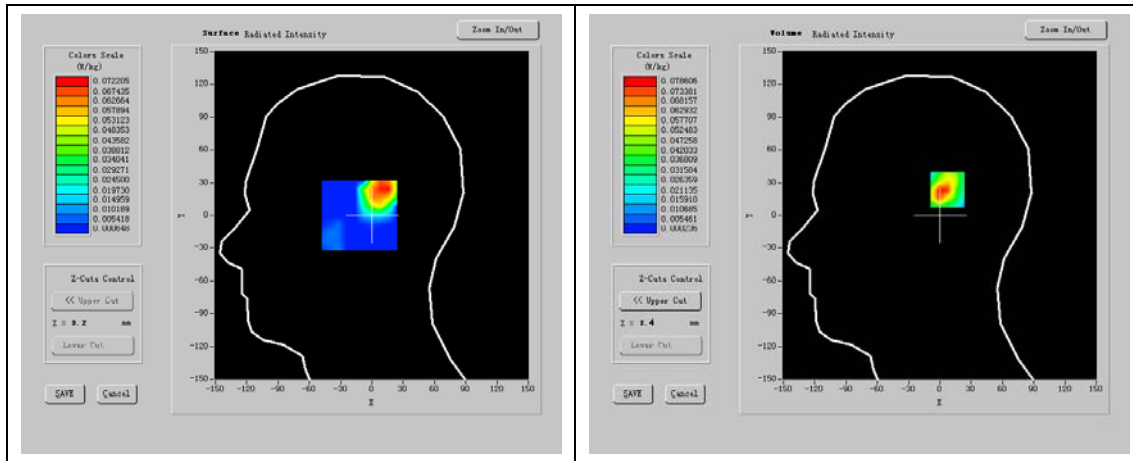 Surface Radiated Intensity
Zoom In/Out
Colors Scale
(W/kg)
0.072205
0.067435
0.062664
0.057894
0.053123
0.048353
0.043582
0.038812
0.034041
0.029271
0.024500
0.019730
0.014959
0.010189
0.005418
0.000648
150
120
90
60
30
0
-30
-60
-90
-120
-150
Y
-150 -120 -90 -60 -30 0 30 60 90 120 150
X
Z-Cuts Control
<< Upper Cut
Z = 3.2 mm
Lower Cut
SAVE Cancel
Volume Radiated Intensity
Zoom In/Out
Colors Scale
(W/kg)
0.078606
0.073381
0.068157
0.062932
0.057707
0.052483
0.047258
0.042033
0.036809
0.031584
0.026359
0.021135
0.015910
0.010685
0.005461
0.000236
150
120
90
60
30
0
-30
-60
-90
-120
-150
Y
-150 -120 -90 -60 -30 0 30 60 90 120 150
X
Z-Cuts Control
<< Upper Cut
Z = 3.4 mm
Lower Cut
SAVE Cancel